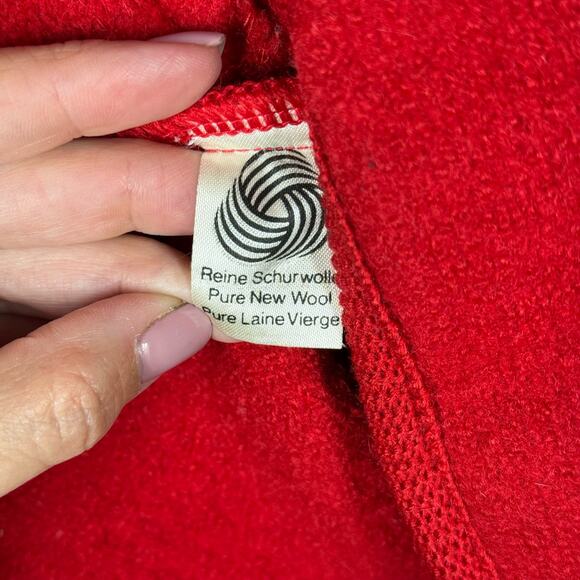 Reine Schurwolle
Pure New Wool
Pure Laine Vierge